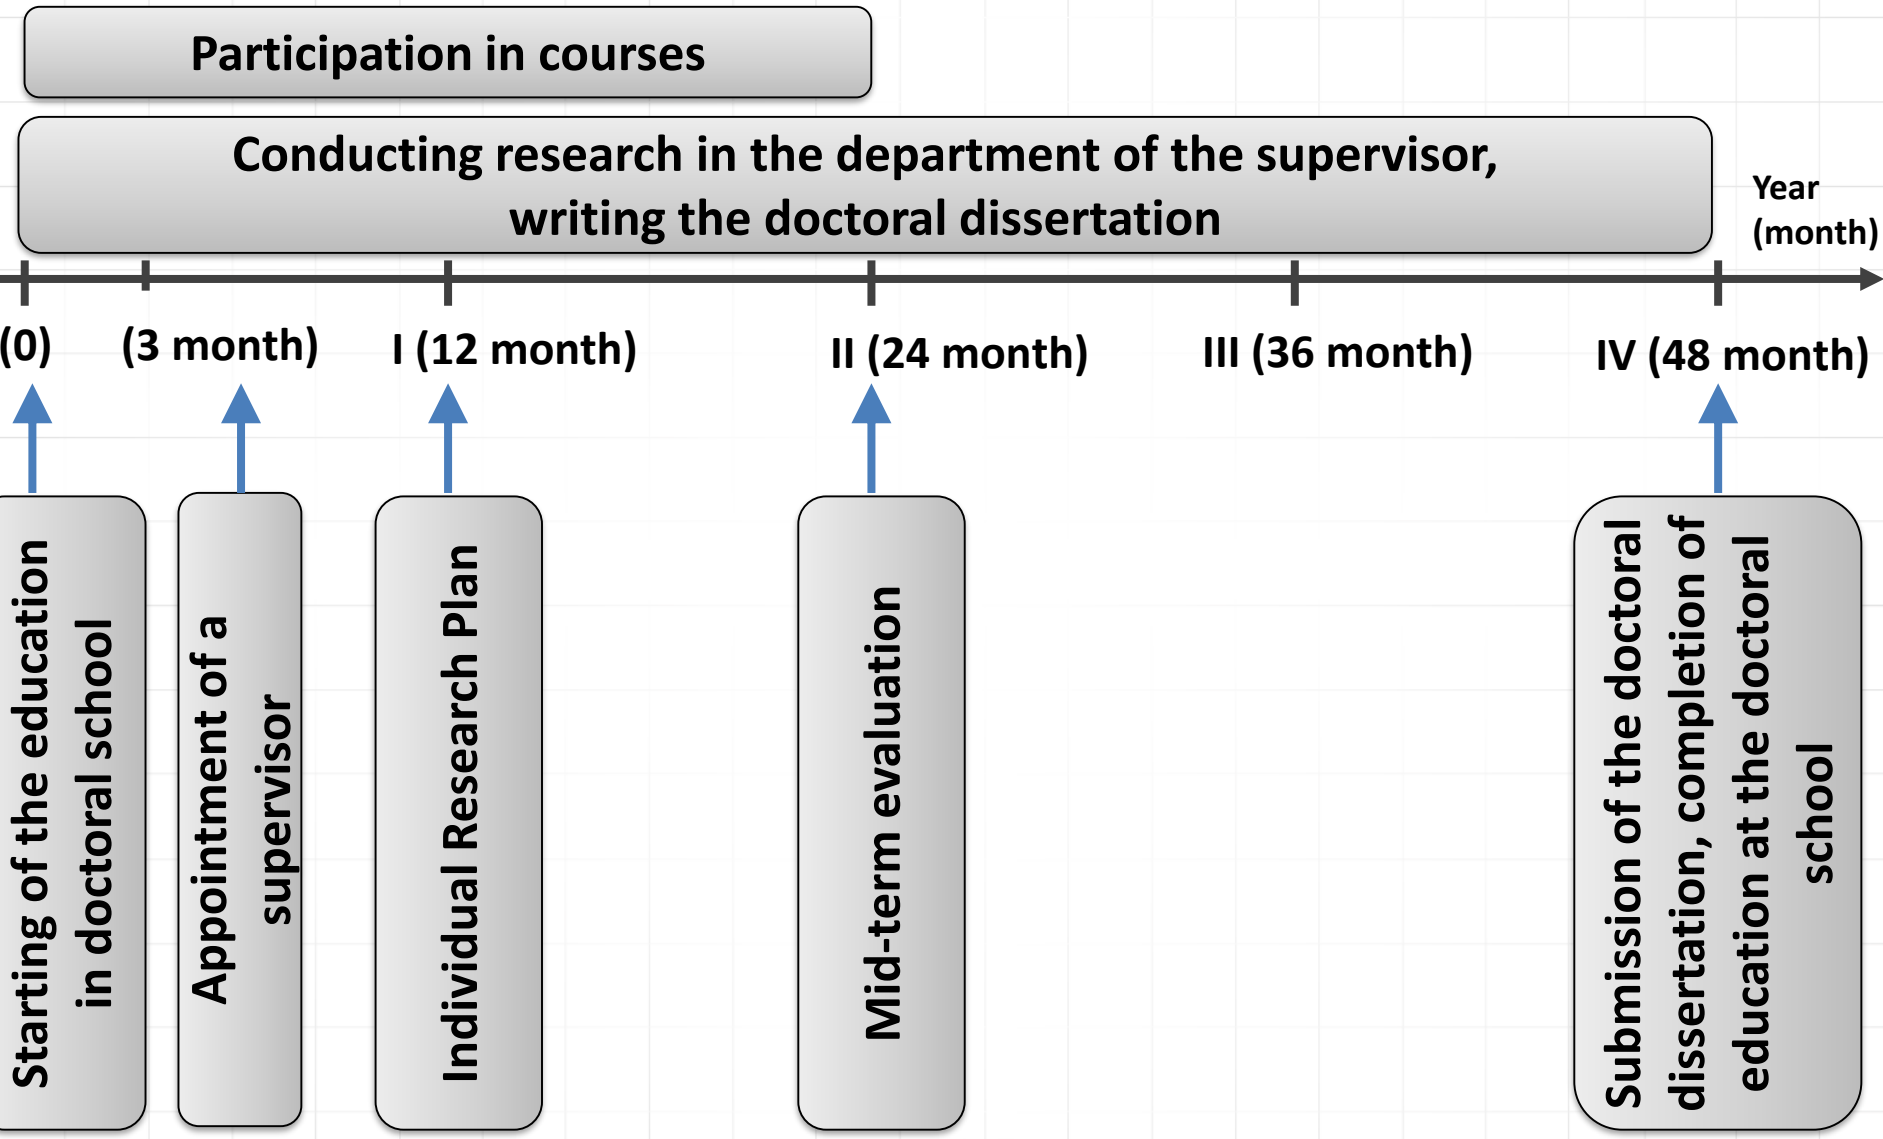 Participation in courses
Conducting research in the department of the supervisor,
writing the doctoral dissertation
Year
(month)
(0)
(3 month)
I (12 month)
II (24 month)
III (36 month)
IV (48 month)
Starting of the education
in doctoral school
Appointment of a
supervisor
Individual Research Plan
Mid-term evaluation
Submission of the doctoral
dissertation, completion of
education at the doctoral
school